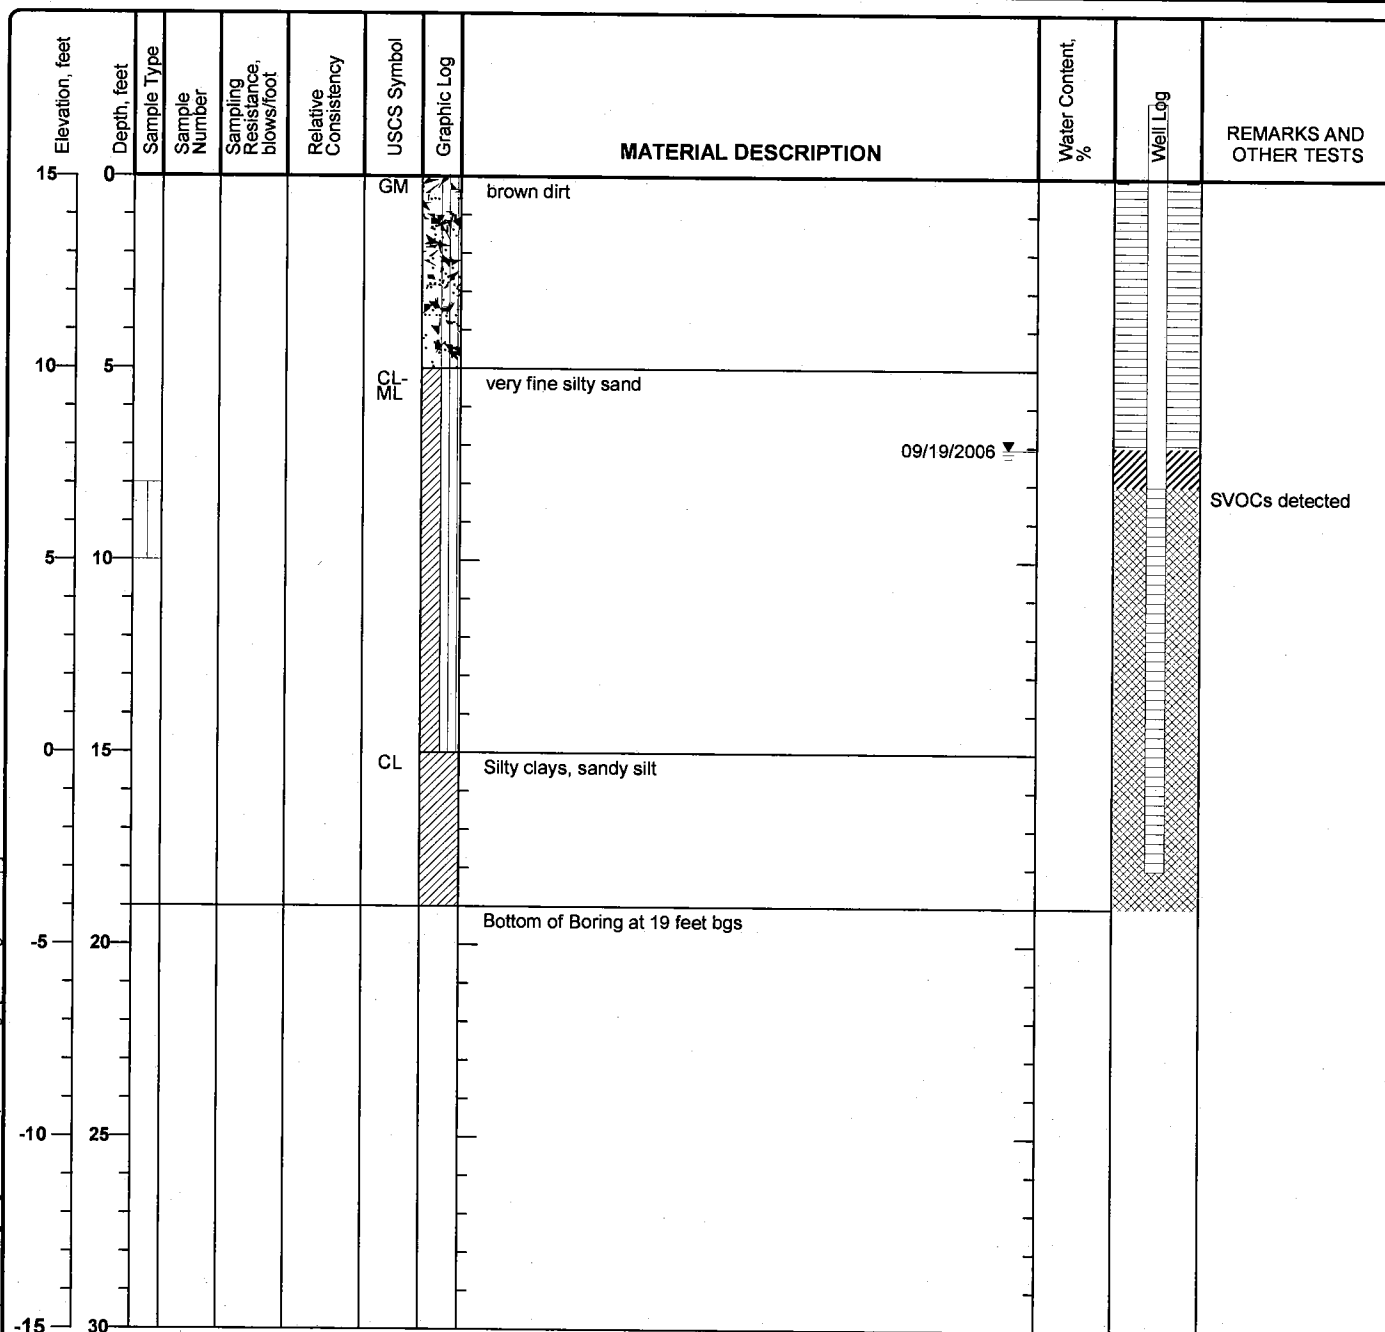 Elevation, feet
Depth, feet
Sample Type
Sample
Number
Sampling
Resistance,
blows/foot
Relative
Consistency
USCS Symbol
Graphic Log
MATERIAL DESCRIPTION
Water Content,
%
Well Log
REMARKS AND
OTHER TESTS
15 0
GM brown dirt
10 5
CL-
ML
very fine silty sand
09/19/2006
SVOCs detected
5 10
0 15
CL Silty clays, sandy silt
Bottom of Boring at 19 feet bgs
-5 20
-10 25
-15 30